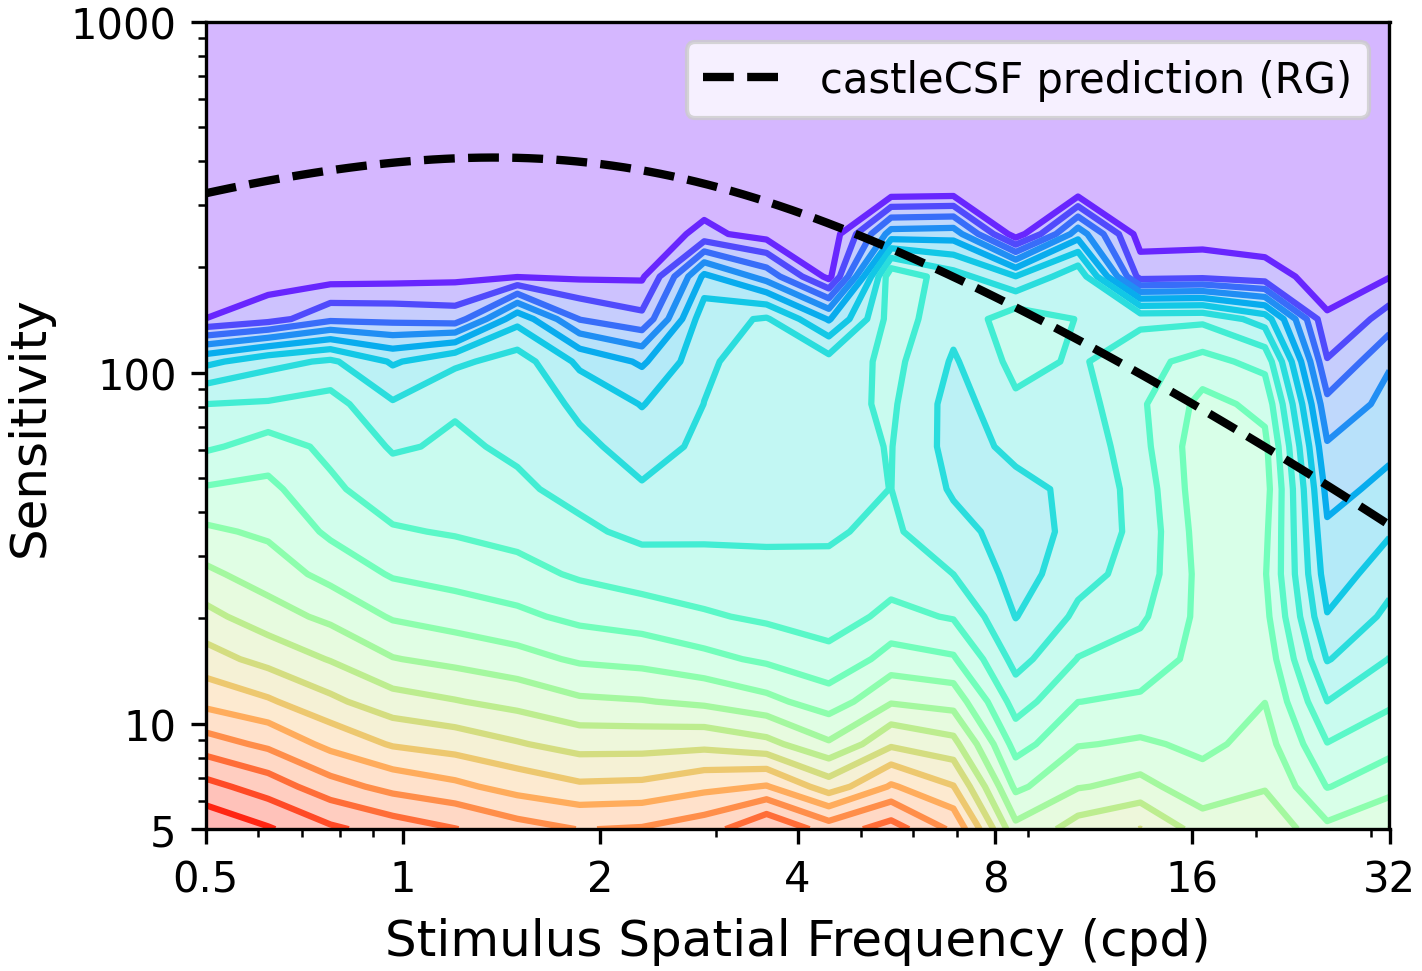 1000
castleCSF prediction (RG)
100
Sensitivity
10
5
0.5 1 2 4 8 16 32
Stimulus Spatial Frequency (cpd)